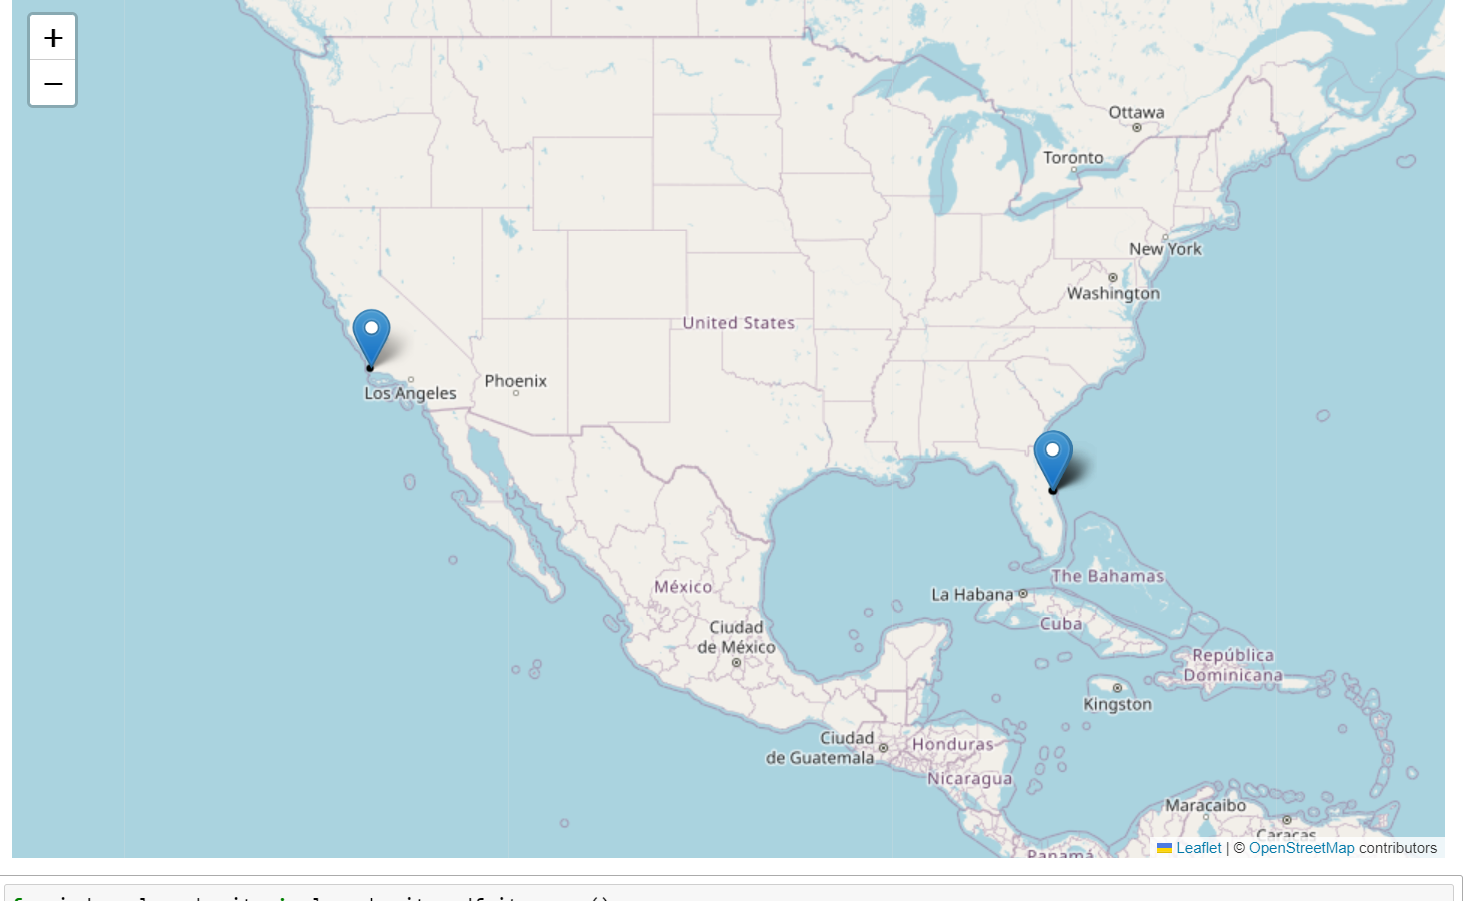 +
−
Ottawa
Toronto
New York
Washington
United States
Los Angeles
Phoenix
México
Ciudad
de México
La Habana
The Bahamas
Cuba
República
Dominicana
Kingston
Ciudad
de Guatemala
Honduras
Nicaragua
Maracaibo
Caracas
Panamá
Leaflet | © OpenStreetMap contributors